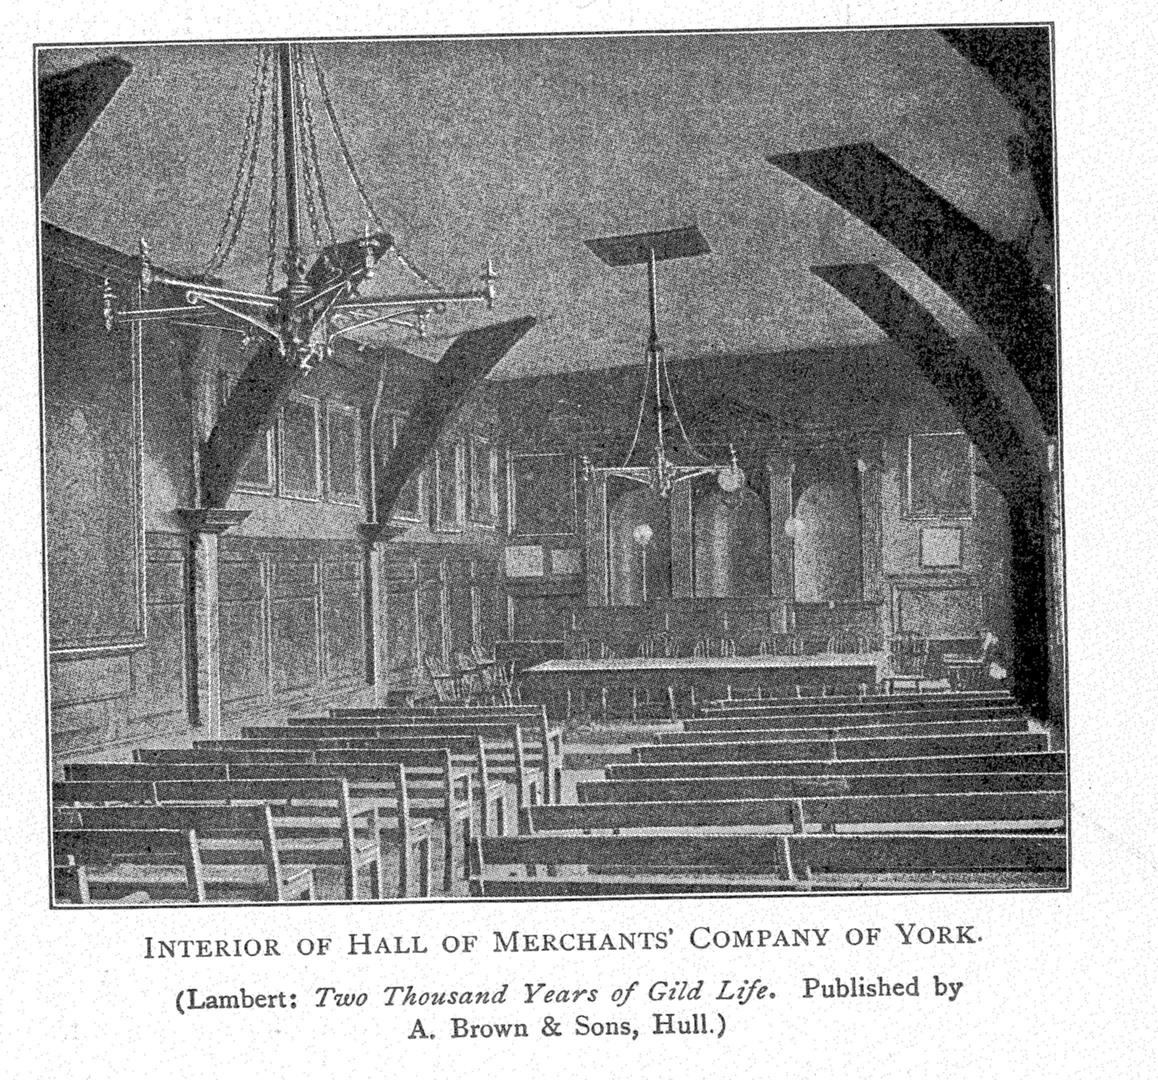 INTERIOR OF HALL OF MERCHANTS' COMPANY OF YORK.
(Lambert: Two Thousand Years of Gild Life. Published by
A. Brown & Sons, Hull.)